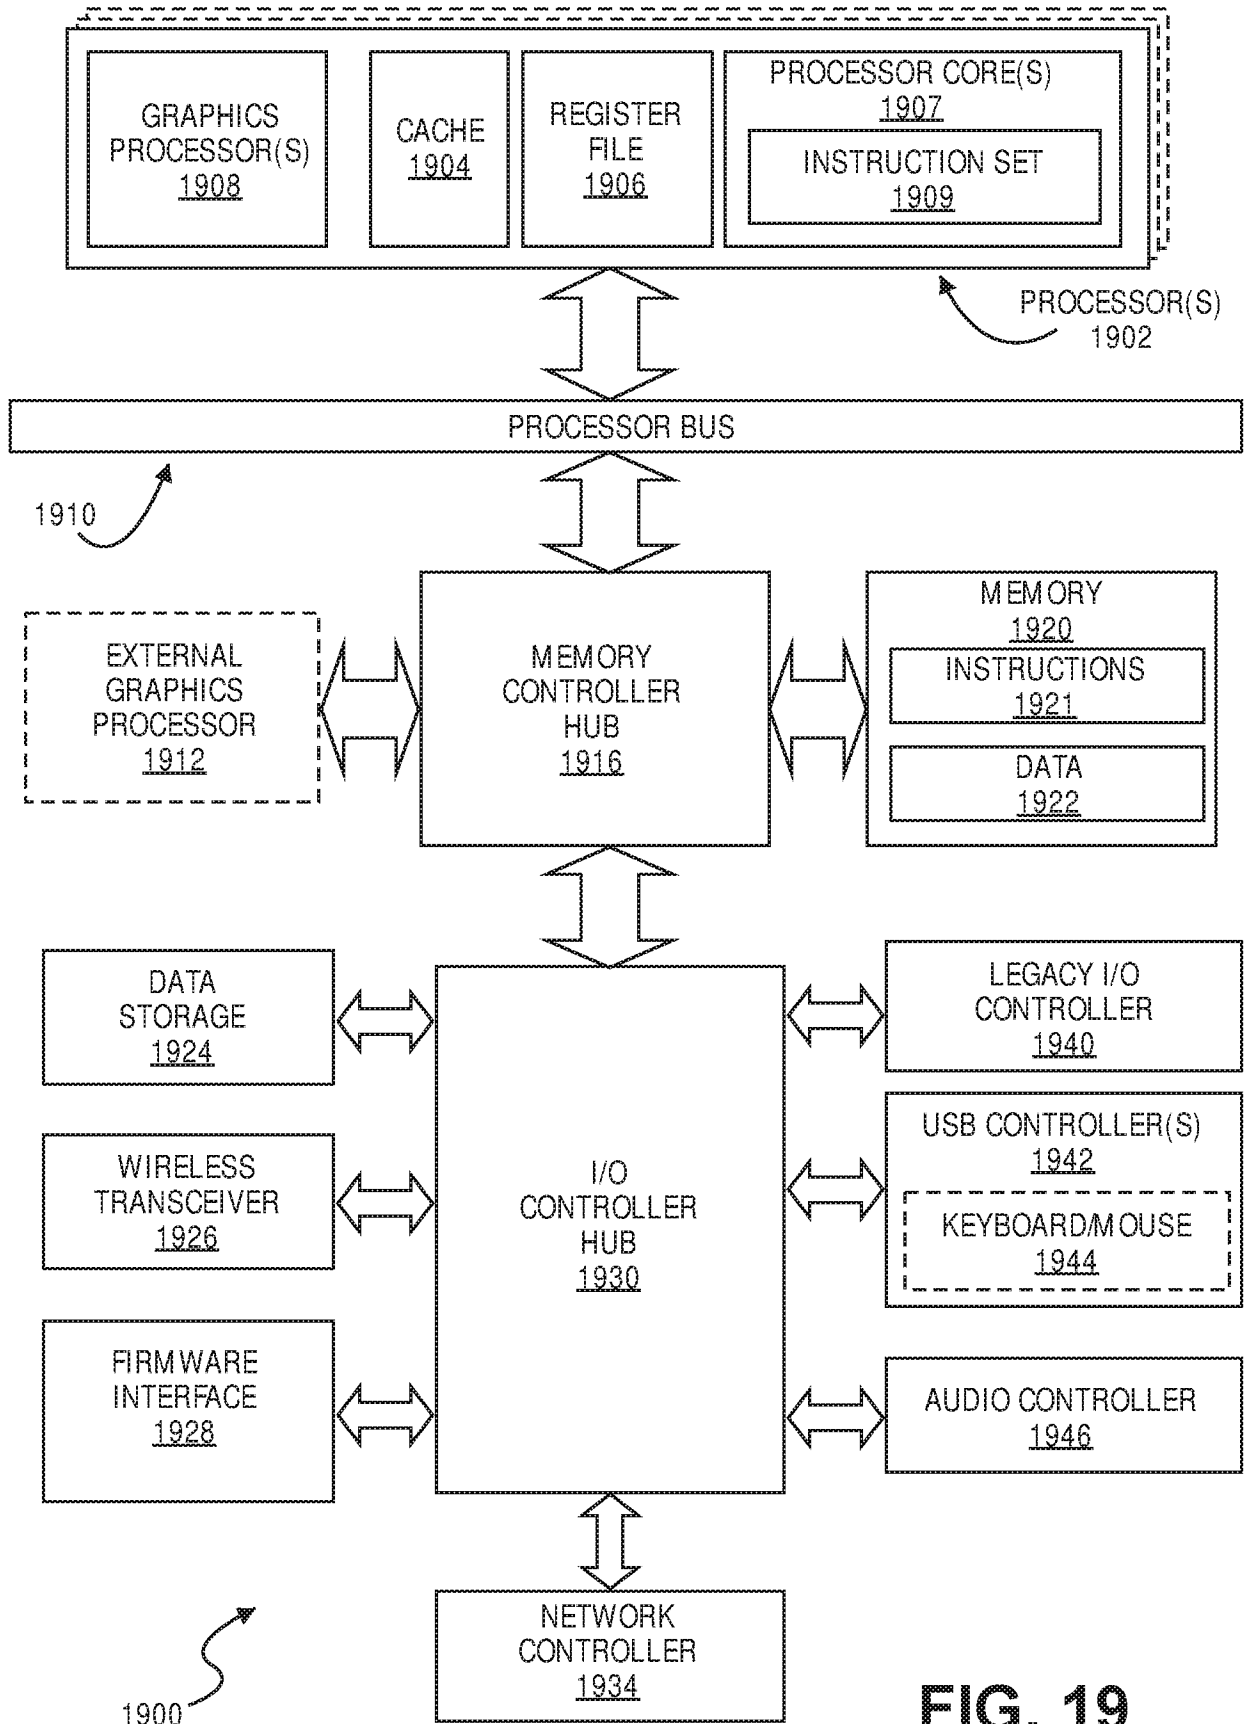 GRAPHICS
PROCESSOR(S)
1908
CACHE
1904
REGISTER
FILE
1906
PROCESSOR CORE(S)
1907
INSTRUCTION SET
1909
PROCESSOR(S)
1902
PROCESSOR BUS
1910
EXTERNAL
GRAPHICS
PROCESSOR
1912
MEMORY
CONTROLLER
HUB
1916
MEMORY
1920
INSTRUCTIONS
1921
DATA
1922
DATA
STORAGE
1924
WIRELESS
TRANSCEIVER
1926
FIRMWARE
INTERFACE
1928
I/O
CONTROLLER
HUB
1930
LEGACY I/O
CONTROLLER
1940
USB CONTROLLER(S)
1942
KEYBOARD/MOUSE
1944
AUDIO CONTROLLER
1946
NETWORK
CONTROLLER
1934
1900
FIG. 19